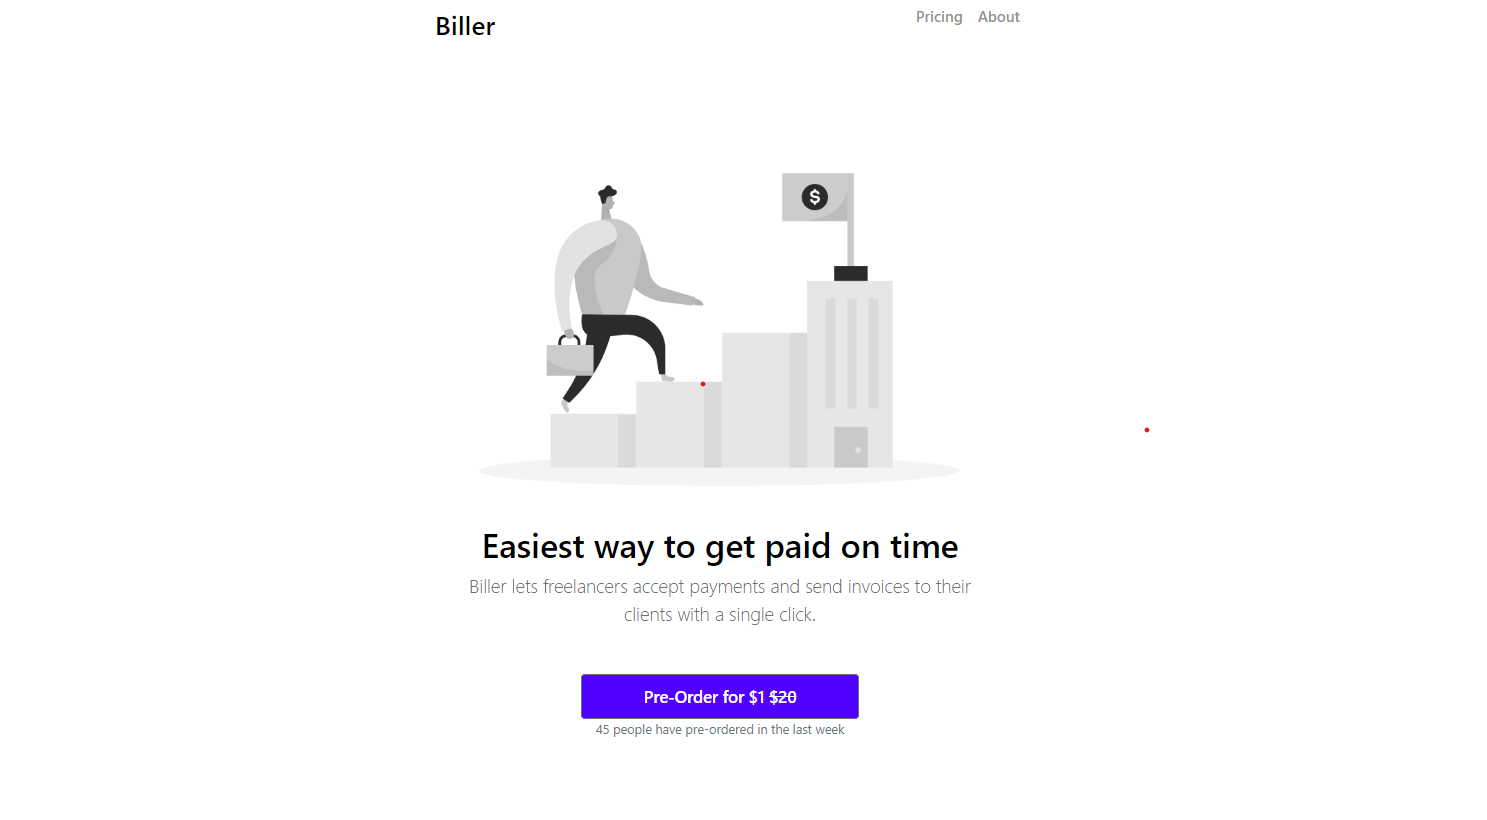 Biller
Pricing About
$
Easiest way to get paid on time
Biller lets freelancers accept payments and send invoices to their
clients with a single click.
Pre-Order for $1 $20
45 people have pre-ordered in the last week